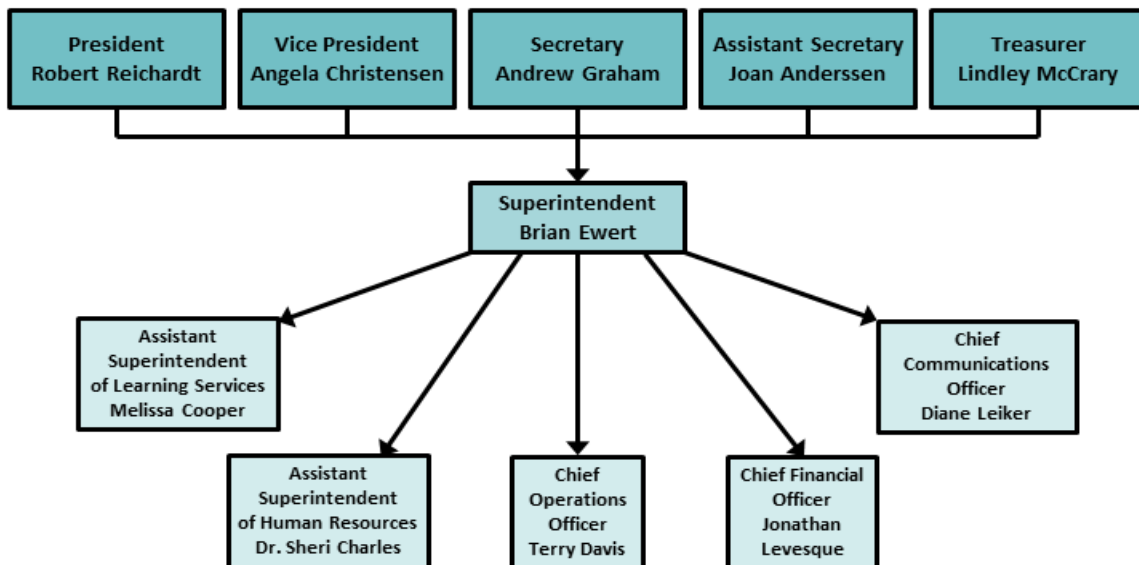 President
Robert Reichardt
Vice President
Angela Christensen
Secretary
Andrew Graham
Assistant Secretary
Joan Anderssen
Treasurer
Lindley McCrary
Superintendent
Brian Ewert
Assistant
Superintendent
of Learning Services
Melissa Cooper
Chief
Communications
Officer
Diane Leiker
Assistant
Superintendent
of Human Resources
Dr. Sheri Charles
Chief
Operations
Officer
Terry Davis
Chief Financial
Officer
Jonathan
Levesque